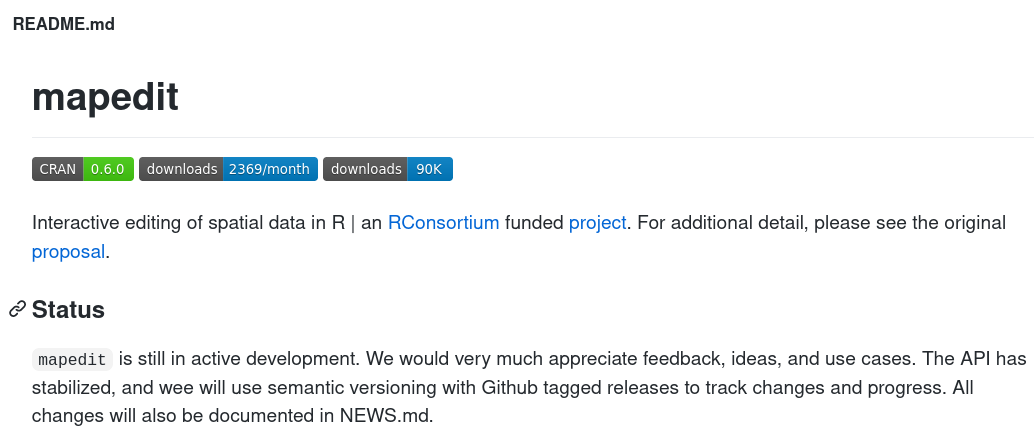 README.md
mapedit
CRAN 0.6.0 downloads 2369/month downloads 90K
Interactive editing of spatial data in R | an RConsortium funded project. For additional detail, please see the original
proposal.
Status
mapedit is still in active development. We would very much appreciate feedback, ideas, and use cases. The API has
stabilized, and wee will use semantic versioning with Github tagged releases to track changes and progress. All
changes will also be documented in NEWS.md.